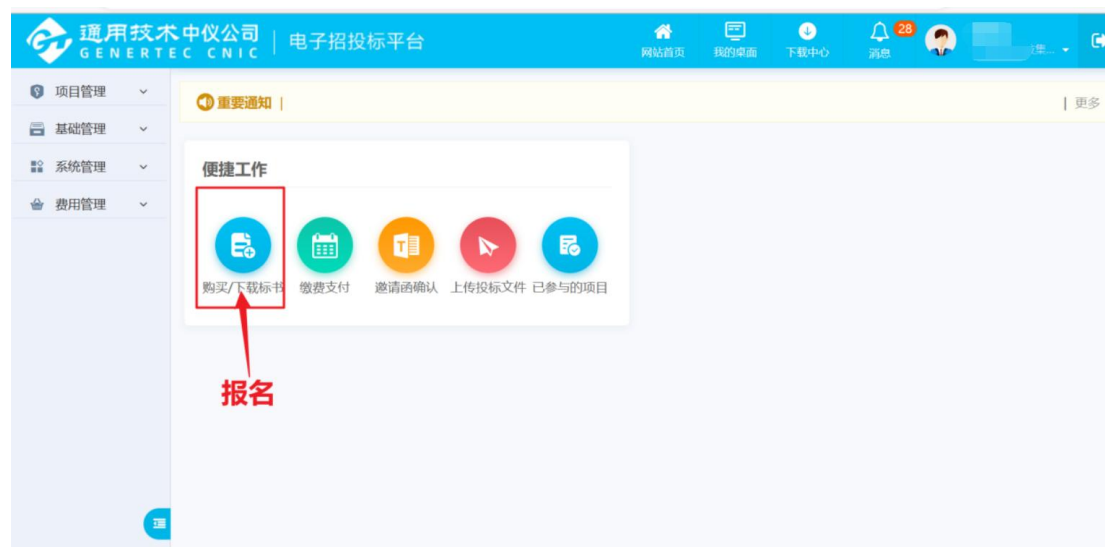 通用技术中仪公司
GENERTEC CNIC
电子招投标平台
网站首页
我的桌面
下载中心
28
消息
集...
项目管理
基础管理
系统管理
费用管理
重要通知 |
| 更多
便捷工作
购买/下载标书
缴费支付
邀请函确认
上传投标文件
已参与的项目
报名